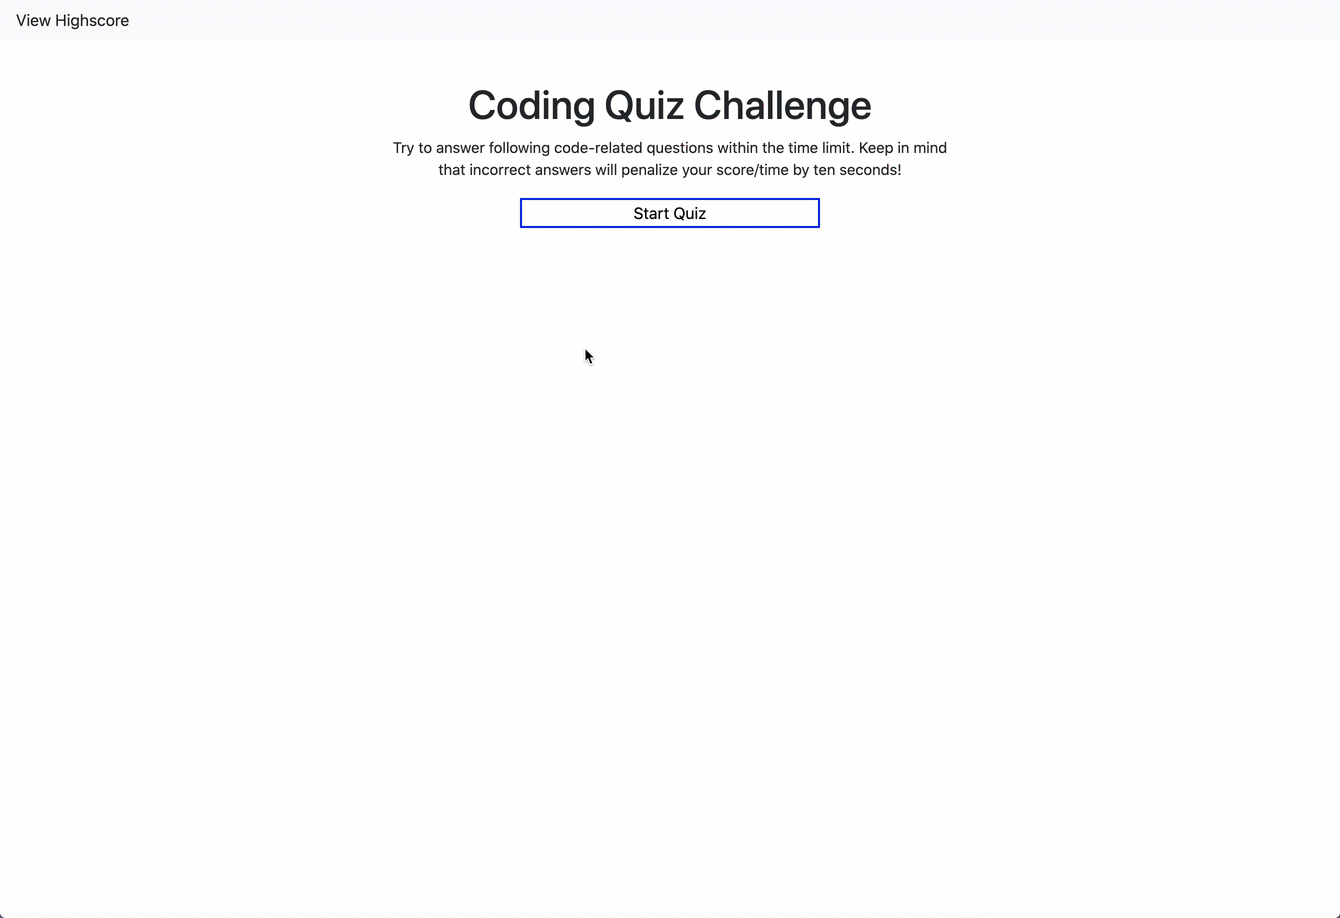 View Highscore
Coding Quiz Challenge
Try to answer following code-related questions within the time limit. Keep in mind
that incorrect answers will penalize your score/time by ten seconds!
Start Quiz